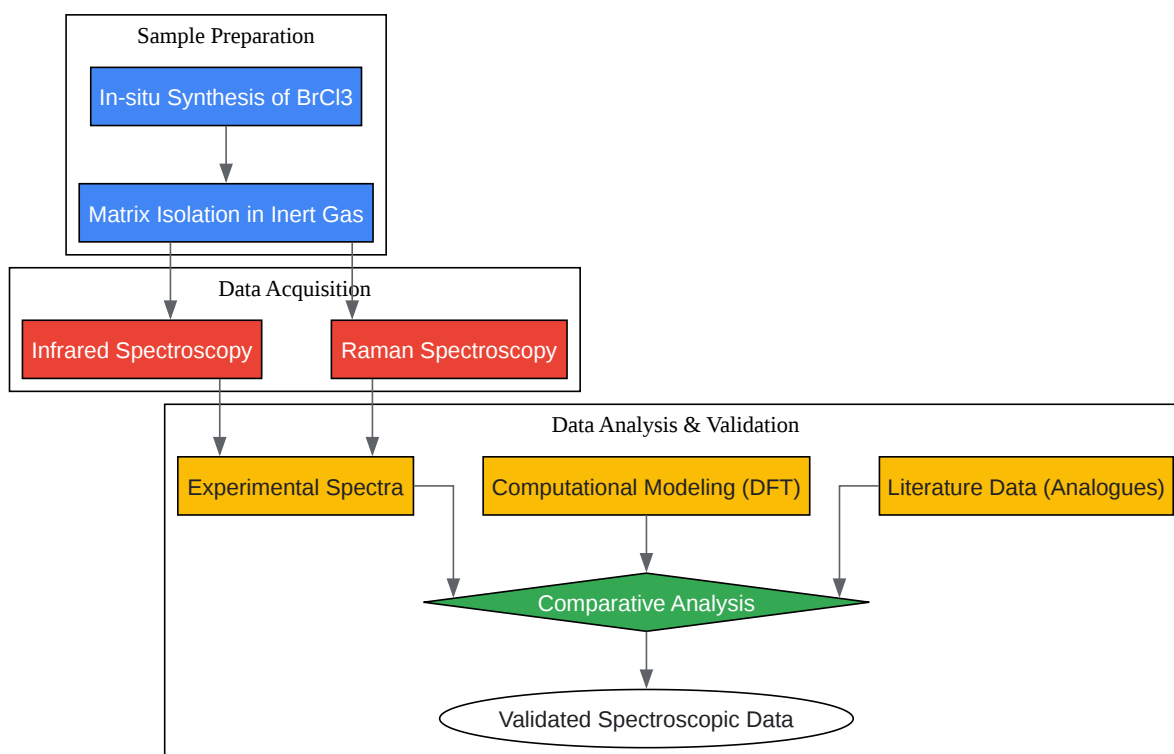 Sample Preparation
In-situ Synthesis of BrCl3
Matrix Isolation in Inert Gas
Data Acquisition
Infrared Spectroscopy
Raman Spectroscopy
Data Analysis & Validation
Experimental Spectra
Computational Modeling (DFT)
Literature Data (Analogues)
Comparative Analysis
Validated Spectroscopic Data